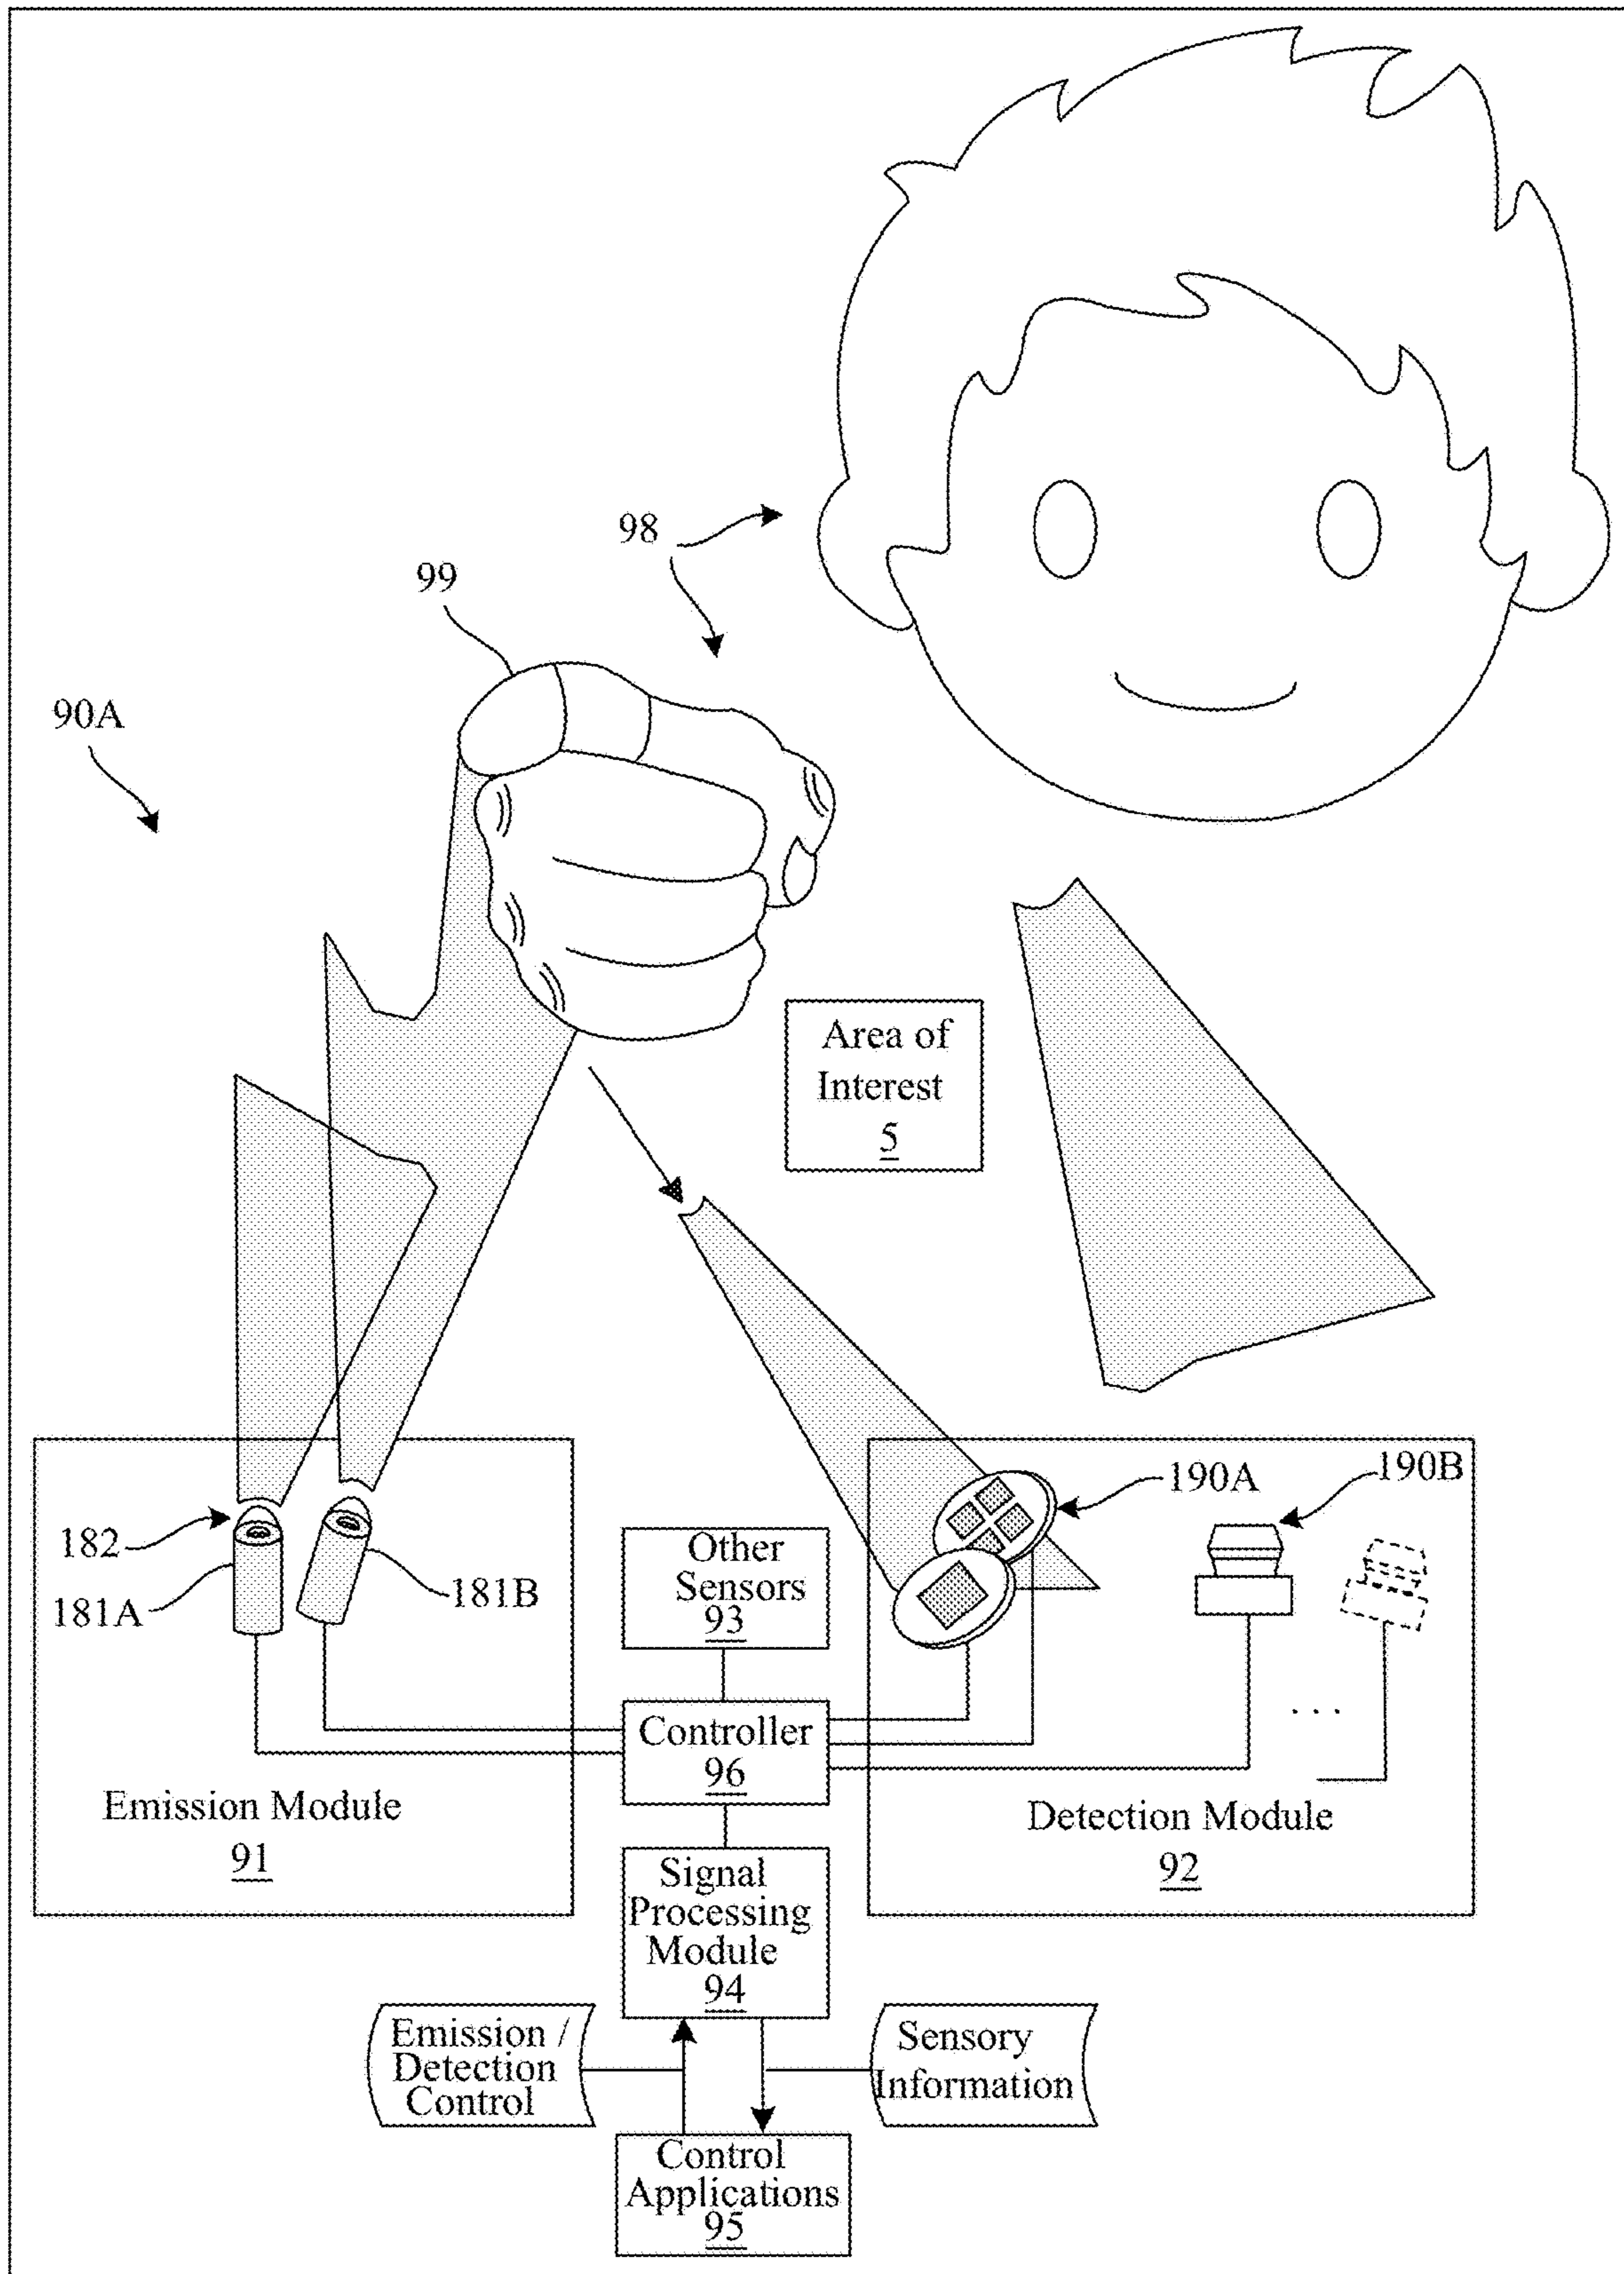 98
99
90A
Area of
Interest
5
190A
190B
182
181A
181B
Other
Sensors
93
Controller
96
. . .
Emission Module
91
Detection Module
92
Signal
Processing
Module
94
Emission /
Detection
Control
Sensory
Information
Control
Applications
95